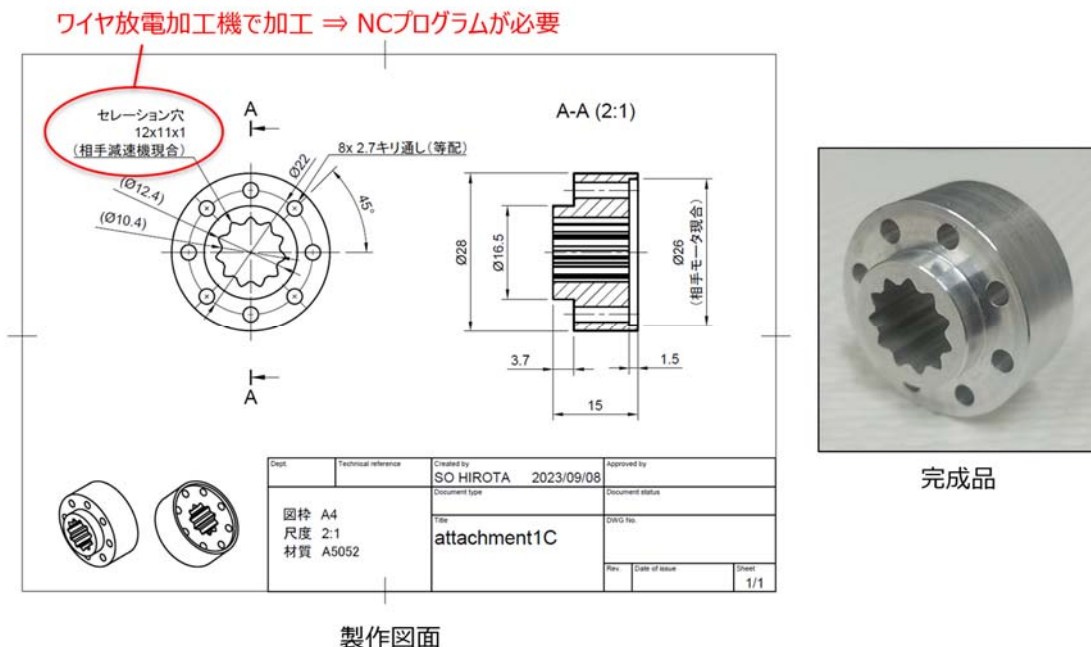 ワイヤ放電加工機で加工 ⇒ NCプログラムが必要
セレーション穴
12x11x1
(相手減速機現合)
A
A
A-A (2:1)
8x 2.7キリ通し(等配)
Ø22
45°
(Ø12.4)
(Ø10.4)
Ø28
Ø16.5
Ø26
(相手モータ現合)
3.7
1.5
15
Dept.
Technical reference
Created by
SO HIROTA 2023/09/08
Approved by
Document type
Document status
図枠 A4
尺度 2:1
材質 A5052
Title
attachment1C
DWG No.
Rev.
Date of issue
Sheet
1/1
製作図面
完成品